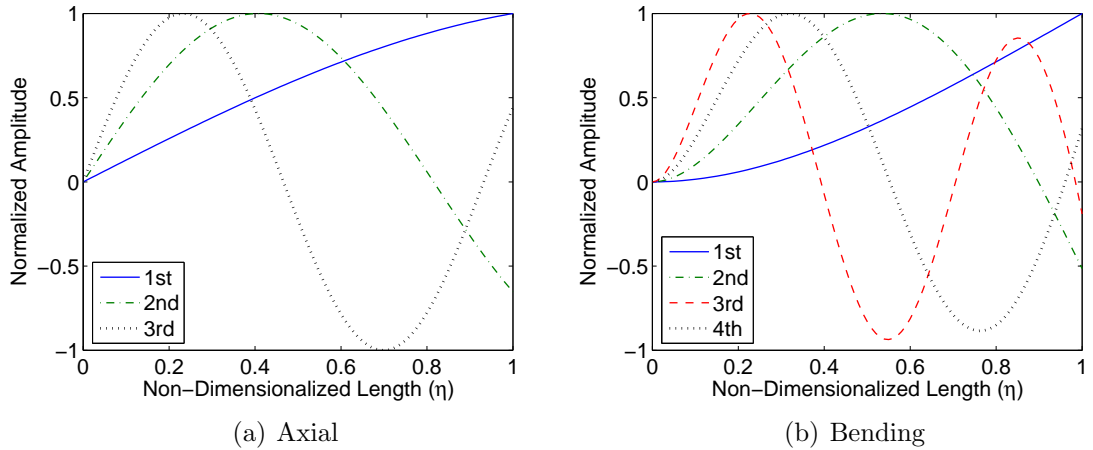 1
0.5
0
−0.5
−1
0
0.2
0.4
0.6
0.8
1
Normalized Amplitude
Non−Dimensionalized Length (η)
1st
2nd
3rd
(a) Axial
1
0.5
0
−0.5
−1
0
0.2
0.4
0.6
0.8
1
Normalized Amplitude
Non−Dimensionalized Length (η)
1st
2nd
3rd
4th
(b) Bending